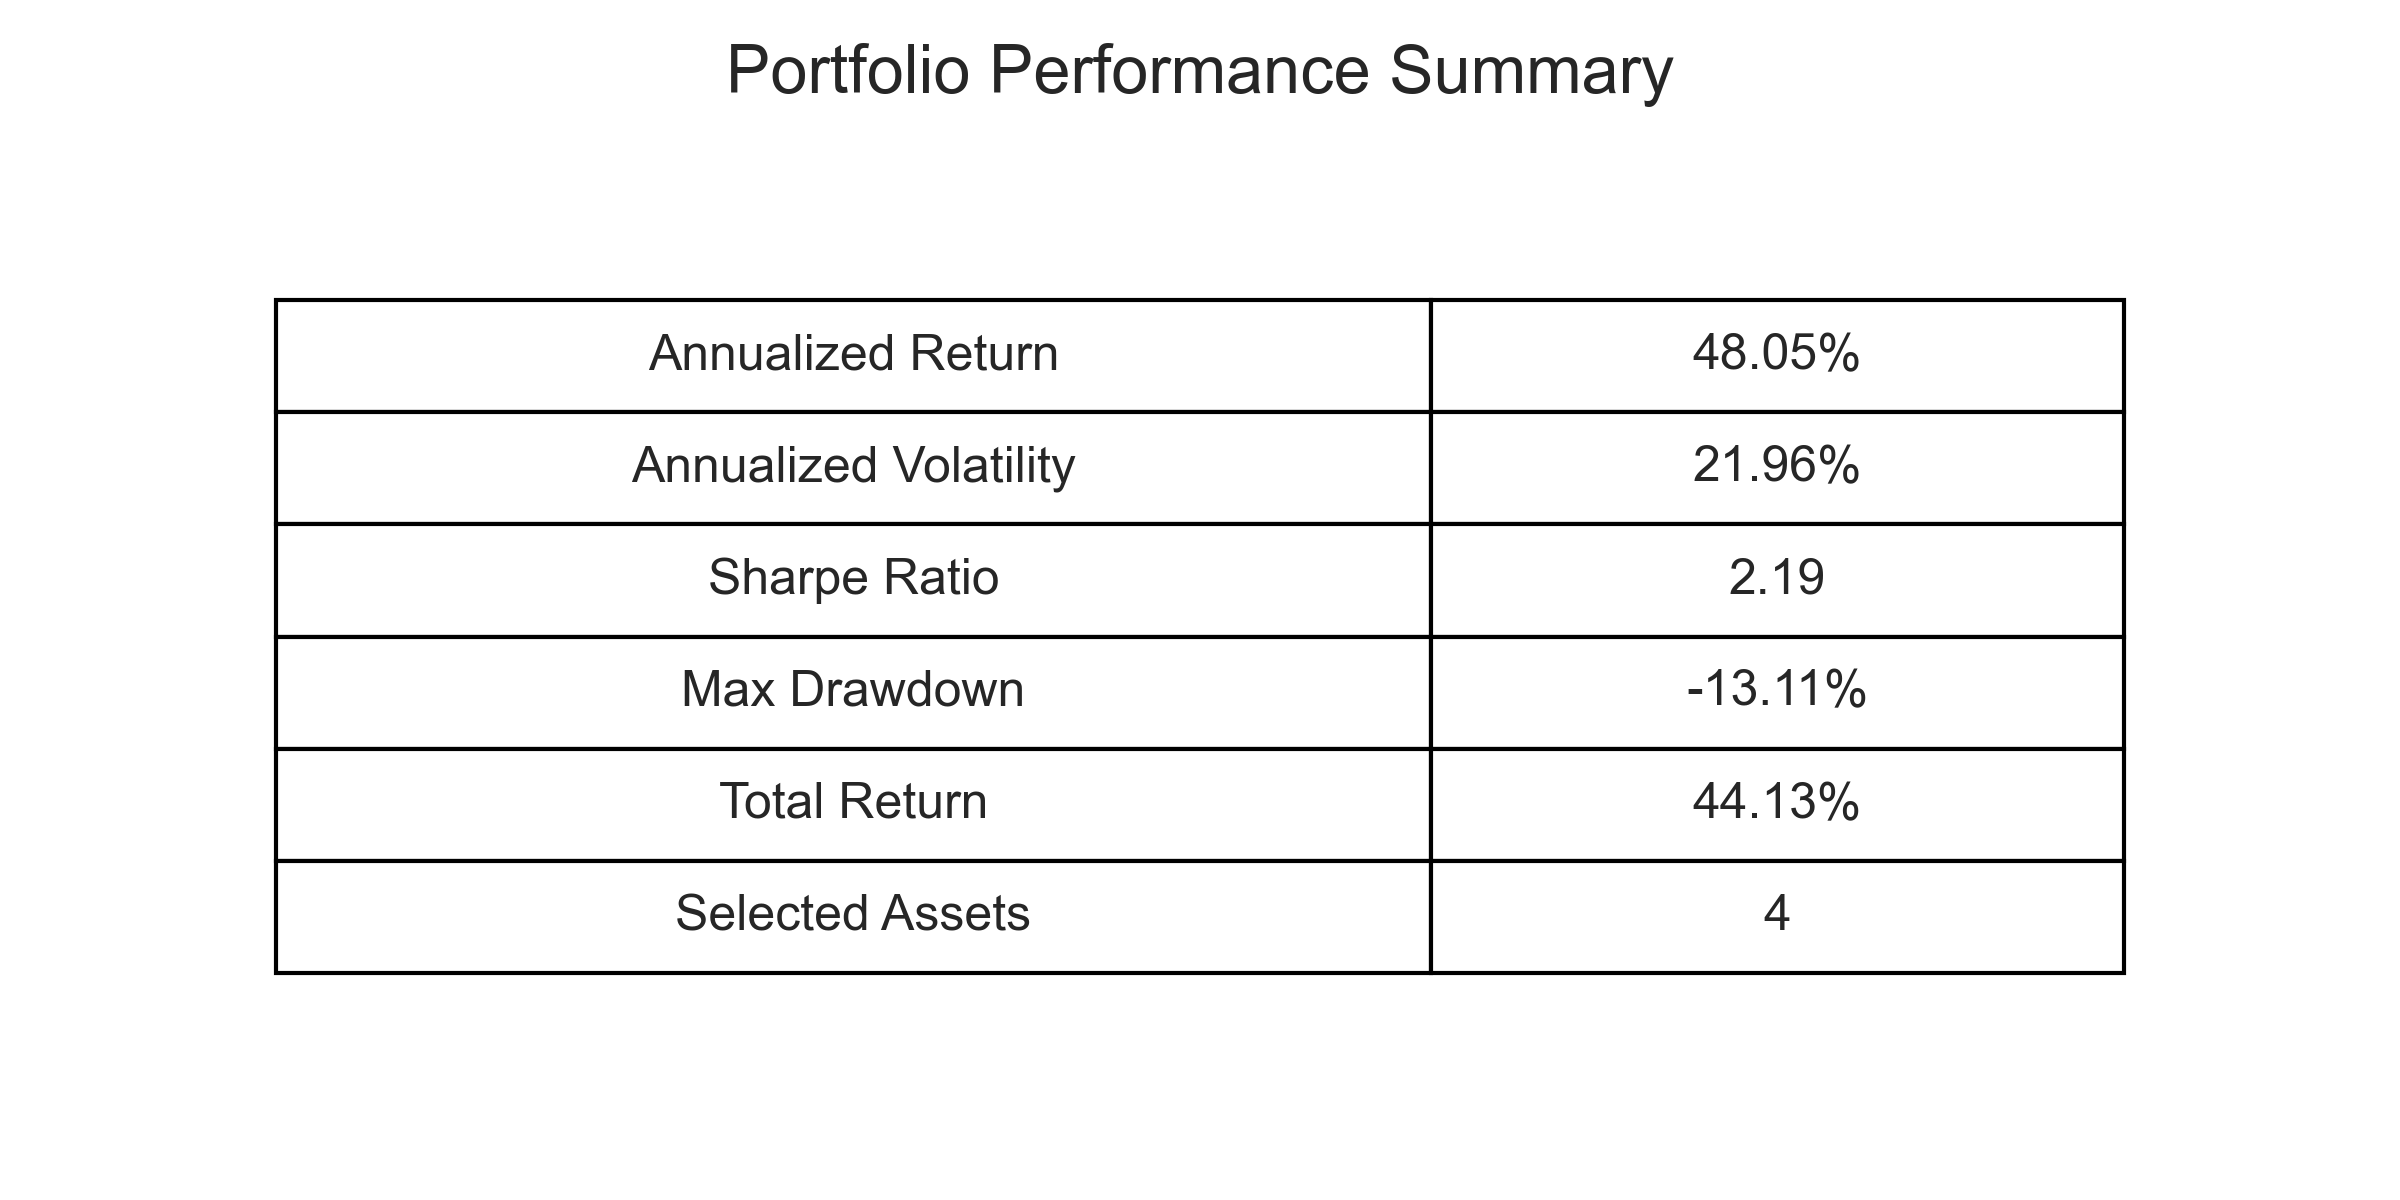 Portfolio Performance Summary
Annualized Return 48.05%
Annualized Volatility 21.96%
Sharpe Ratio 2.19
Max Drawdown -13.11%
Total Return 44.13%
Selected Assets 4